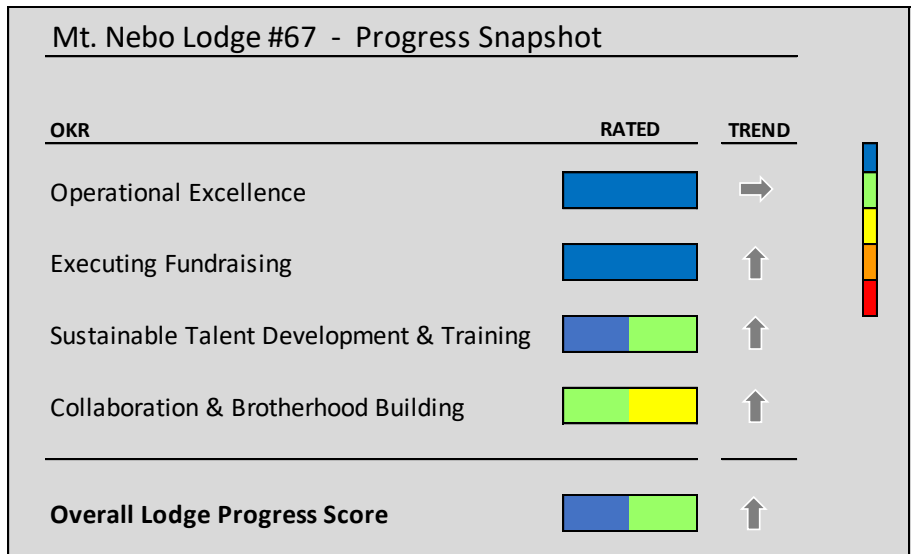 Mt. Nebo Lodge #67 - Progress Snapshot
OKR RATED TREND
Operational Excellence
Executing Fundraising
Sustainable Talent Development & Training
Collaboration & Brotherhood Building
Overall Lodge Progress Score